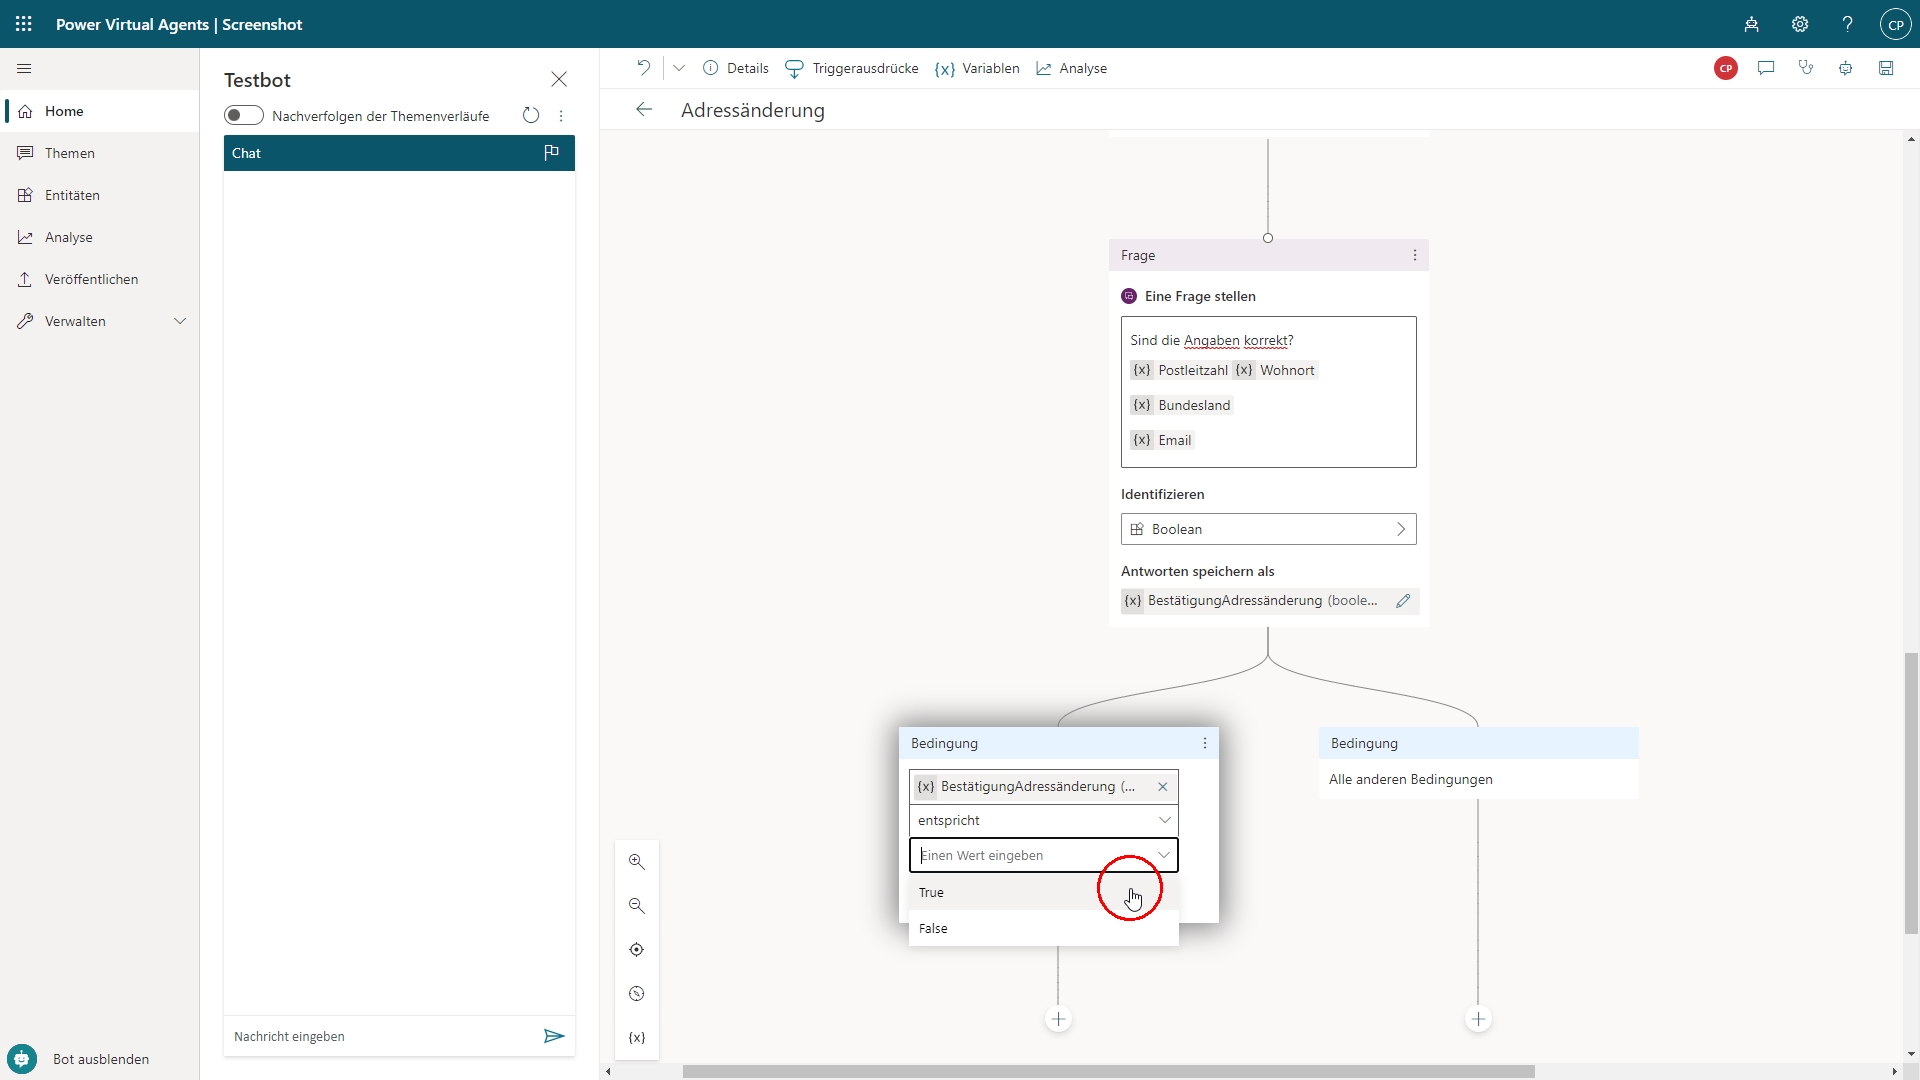 Power Virtual Agents | Screenshot
CP
Home
Themen
Entitäten
Analyse
Veröffentlichen
Verwalten
Bot ausblenden
Testbot
Nachverfolgen der Themenverläufe
Chat
Nachricht eingeben
Details
Triggerausdrücke
{x} Variablen
Analyse
CP
Adressänderung
Frage
Eine Frage stellen
Sind die Angaben korrekt?
{x} Postleitzahl {x} Wohnort
{x} Bundesland
{x} Email
Identifizieren
Boolean
Antworten speichern als
{x} BestätigungAdressänderung (boole...
Bedingung
{x} BestätigungAdressänderung (...
entspricht
Einen Wert eingeben
True
False
Bedingung
Alle anderen Bedingungen
{x}